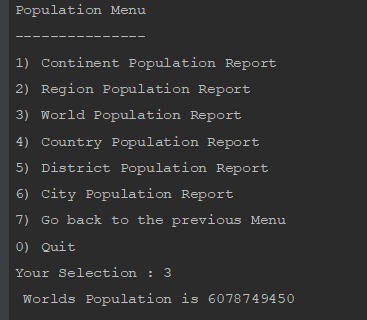 Population Menu
---------------
1) Continent Population Report
2) Region Population Report
3) World Population Report
4) Country Population Report
5) District Population Report
6) City Population Report
7) Go back to the previous Menu
0) Quit
Your Selection : 3
Worlds Population is 6078749450